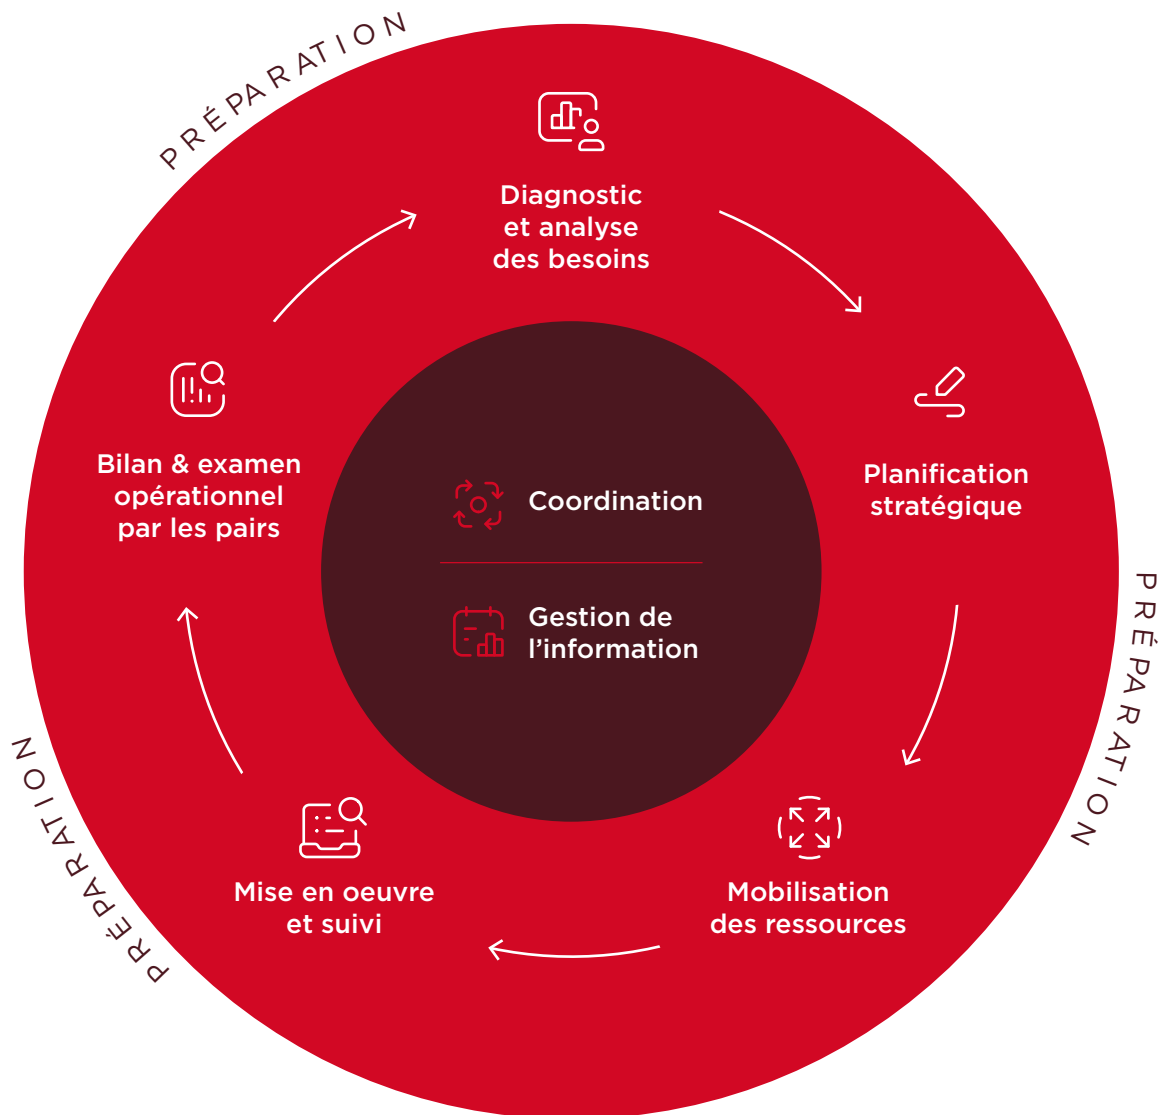 PRÉPARATION
Diagnostic
et analyse
des besoins
Planification
stratégique
Mobilisation
des ressources
Mise en oeuvre
et suivi
Bilan & examen
opérationnel
par les pairs
Coordination
Gestion de
l’information
PRÉPARATION
PRÉPARATION